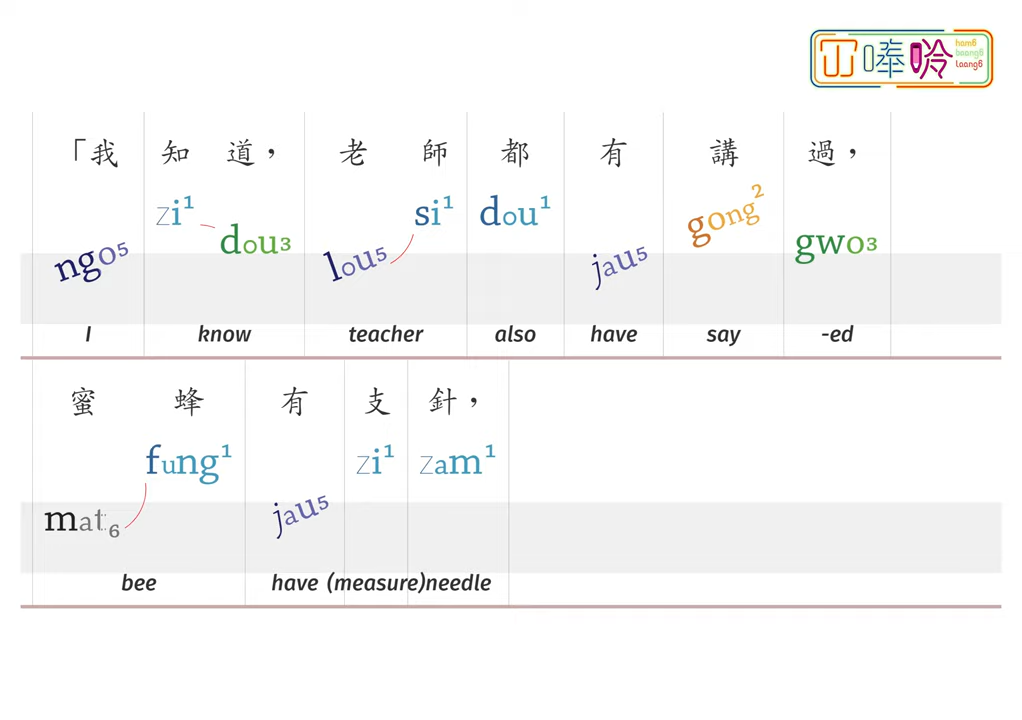 冚唪唥 ham6 baang6 laang6
「我 知 道， 老 師 都 有 講 過，
ngo5 zi1 dou3 lou5 si1 dou1 jau5 gong2 gwo3
I know teacher also have say -ed
蜜 蜂 有 支 針，
mat6 fung1 jau5 zi1 zam1
bee have (measure)needle